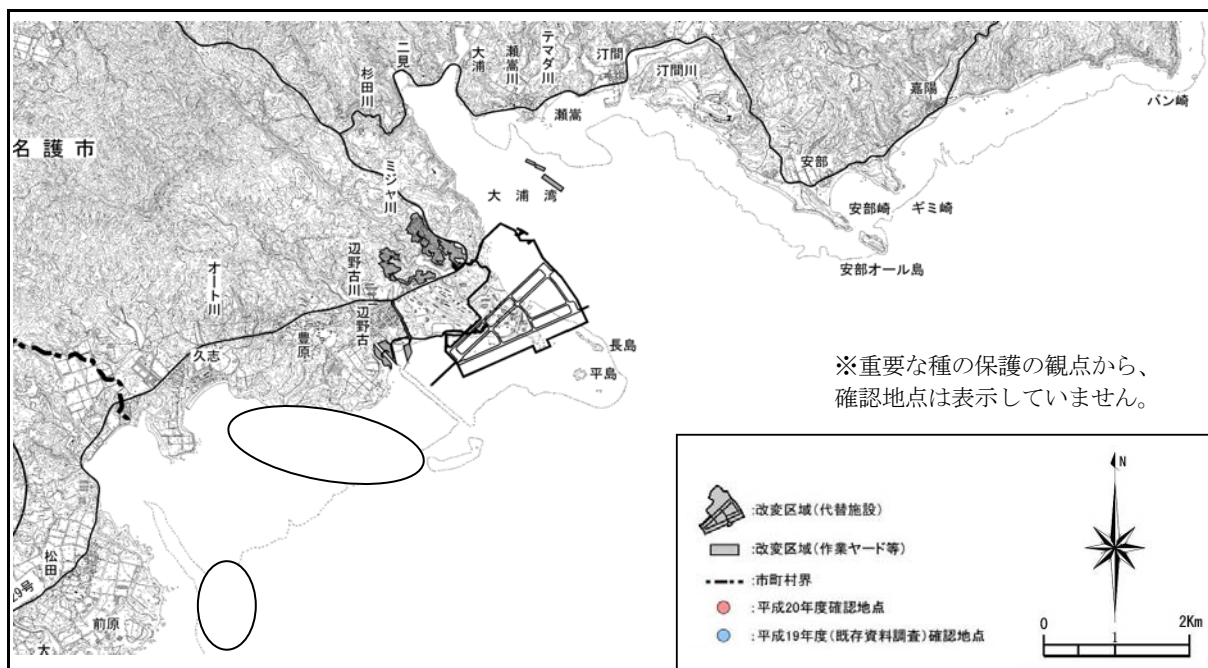 二見
大浦
瀬嵩川
テマダ川
汀間
汀間川
杉田川
瀬嵩
嘉陽
バン崎
名護市
安部
ミジャ川
大浦湾
安部崎
ギミ崎
安部オール島
辺野古川
オート川
辺野古
豊原
久志
長島
平島
※重要な種の保護の観点から、
確認地点は表示していません。
松田
29号
前原
大
N
:改変区域(代替施設)
:改変区域(作業ヤード等)
:市町村界
:平成20年度確認地点
:平成19年度(既存資料調査)確認地点
0 1 2Km